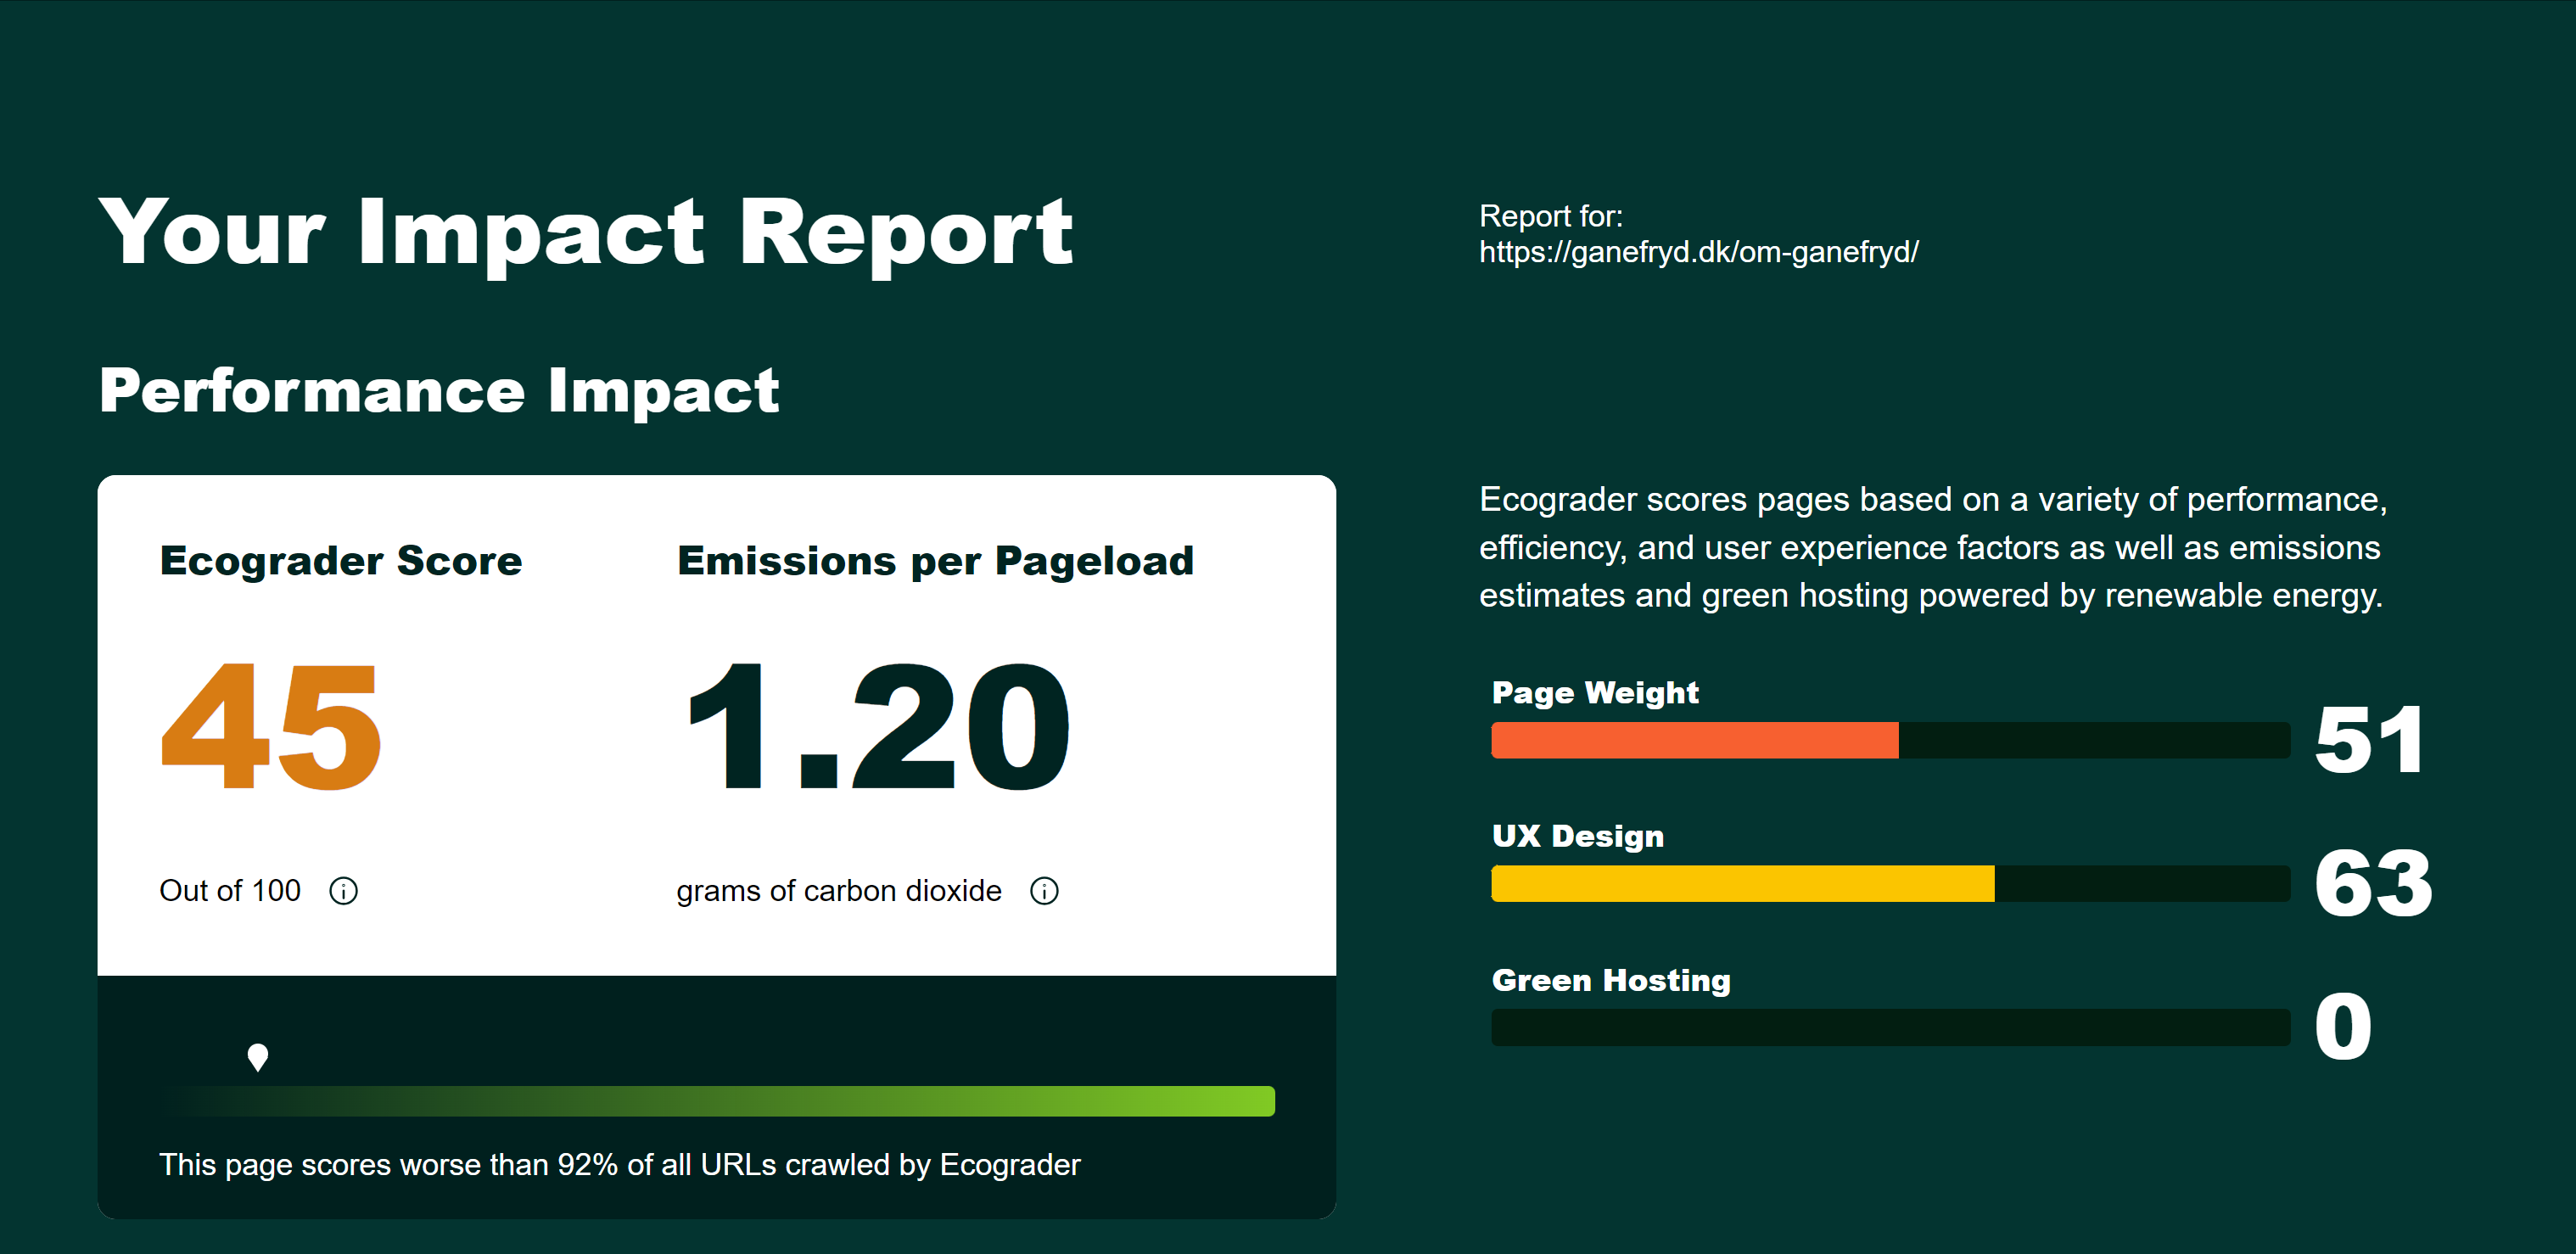 Your Impact Report
Report for:
https://ganefryd.dk/om-ganefryd/
Performance Impact
Ecograder Score
45
Out of 100
Emissions per Pageload
1.20
grams of carbon dioxide
This page scores worse than 92% of all URLs crawled by Ecograder
Ecograder scores pages based on a variety of performance,
efficiency, and user experience factors as well as emissions
estimates and green hosting powered by renewable energy.
Page Weight
51
UX Design
63
Green Hosting
0